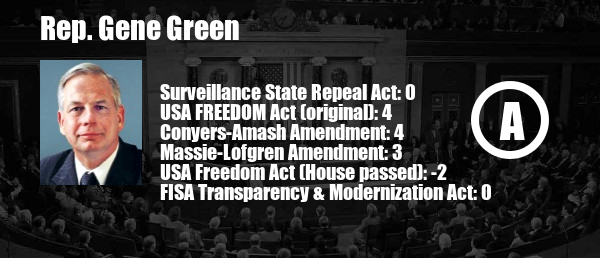 Rep. Gene Green
Surveillance State Repeal Act: 0
USA FREEDOM Act (original): 4
Conyers-Amash Amendment: 4
Massie-Lofgren Amendment: 3
USA Freedom Act (House passed): -2
FISA Transparency & Modernization Act: 0
A